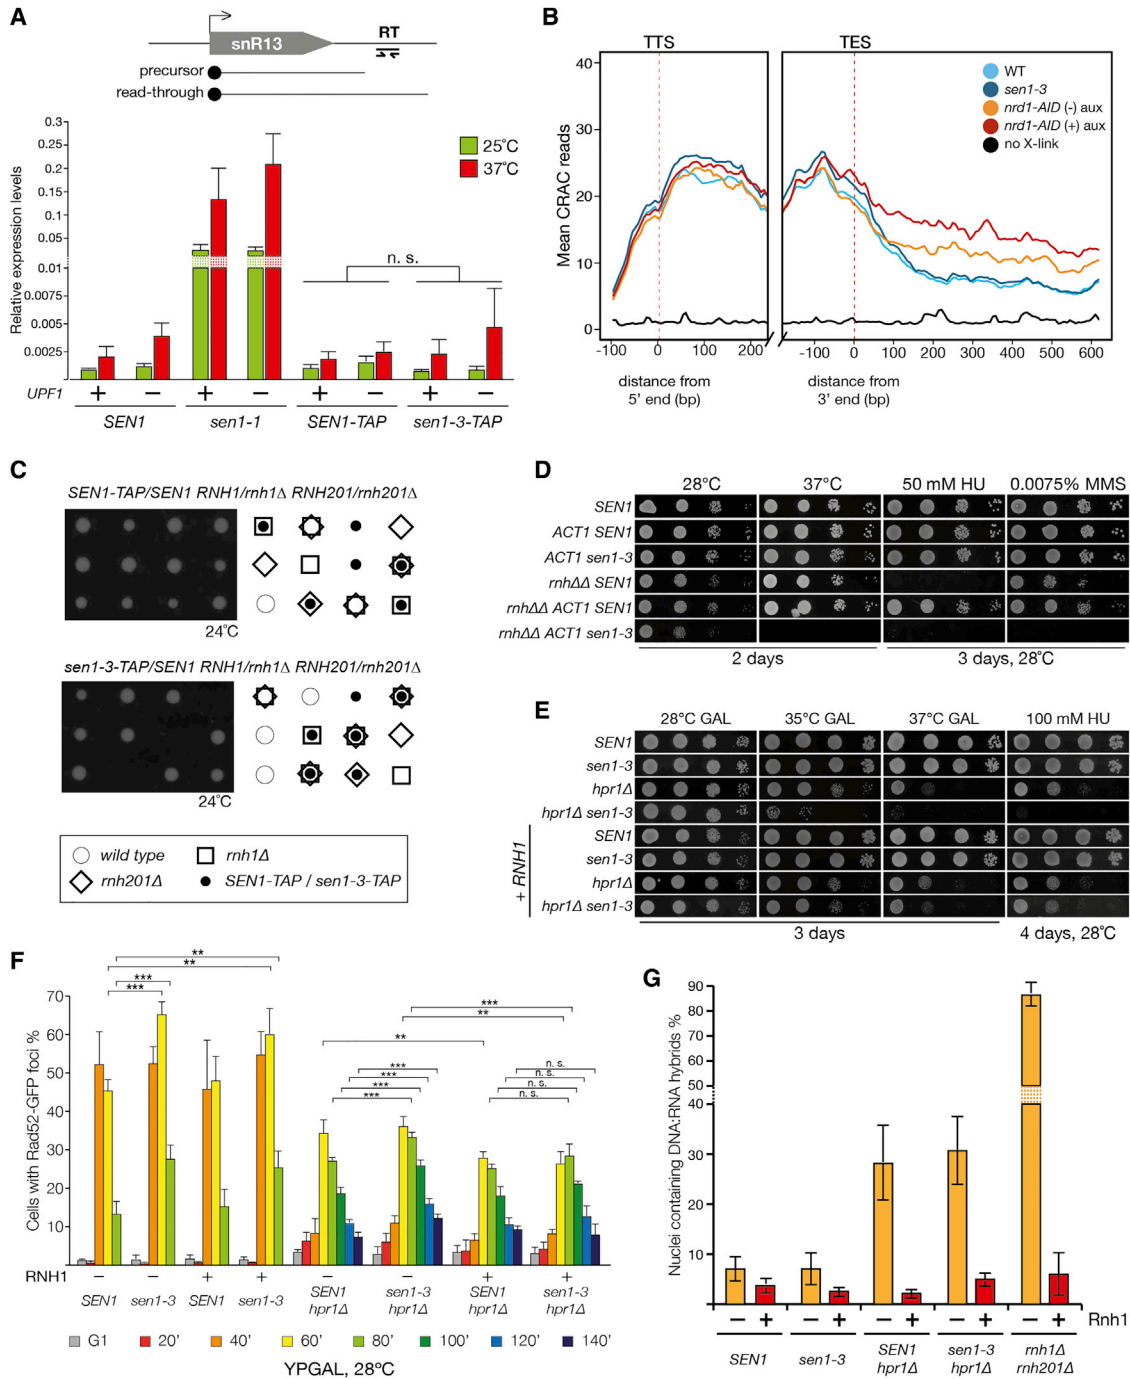 A
snR13
RT
precursor
read-through
Relative expression levels
0.3
0.25
0.2
0.15
0.1
0.05
0.01
0.0075
0.005
0.0025
25°C
37°C
n. s.
UPF1 + − + − + − + −
SEN1 sen1-1 SEN1-TAP sen1-3-TAP
B
TTS TES
Mean CRAC reads
40
30
20
10
0
WT
sen1-3
nrd1-AID (-) aux
nrd1-AID (+) aux
no X-link
-100 0 100 200 -100 0 100 200 300 400 500 600
distance from
5' end (bp)
distance from
3' end (bp)
C
SEN1-TAP/SEN1 RNH1/rnh1Δ RNH201/rnh201Δ
24°C
sen1-3-TAP/SEN1 RNH1/rnh1Δ RNH201/rnh201Δ
24°C
wild type rnh1Δ
rnh201Δ SEN1-TAP / sen1-3-TAP
D
28°C 37°C 50 mM HU 0.0075% MMS
SEN1
ACT1 SEN1
ACT1 sen1-3
rnhΔΔ SEN1
rnhΔΔ ACT1 SEN1
rnhΔΔ ACT1 sen1-3
2 days 3 days, 28°C
E
28°C GAL 35°C GAL 37°C GAL 100 mM HU
SEN1
sen1-3
hpr1Δ
hpr1Δ sen1-3
+ RNH1
SEN1
sen1-3
hpr1Δ
hpr1Δ sen1-3
3 days 4 days, 28°C
F
Cells with Rad52-GFP foci %
70
60
50
40
30
20
10
**
**
***
***
***
**
**
***
***
***
***
n. s.
n. s.
n. s.
n. s.
RNH1 − − + + − − + +
SEN1 sen1-3 SEN1 sen1-3 SEN1 hpr1Δ sen1-3 hpr1Δ SEN1 hpr1Δ sen1-3 hpr1Δ
G1 20' 40' 60' 80' 100' 120' 140'
YPGAL, 28°C
G
Nuclei containing DNA:RNA hybrids %
90
80
70
60
50
40
30
20
10
− + − + − + − + − + Rnh1
SEN1 sen1-3 SEN1 hpr1Δ sen1-3 hpr1Δ rnh1Δ rnh201Δ